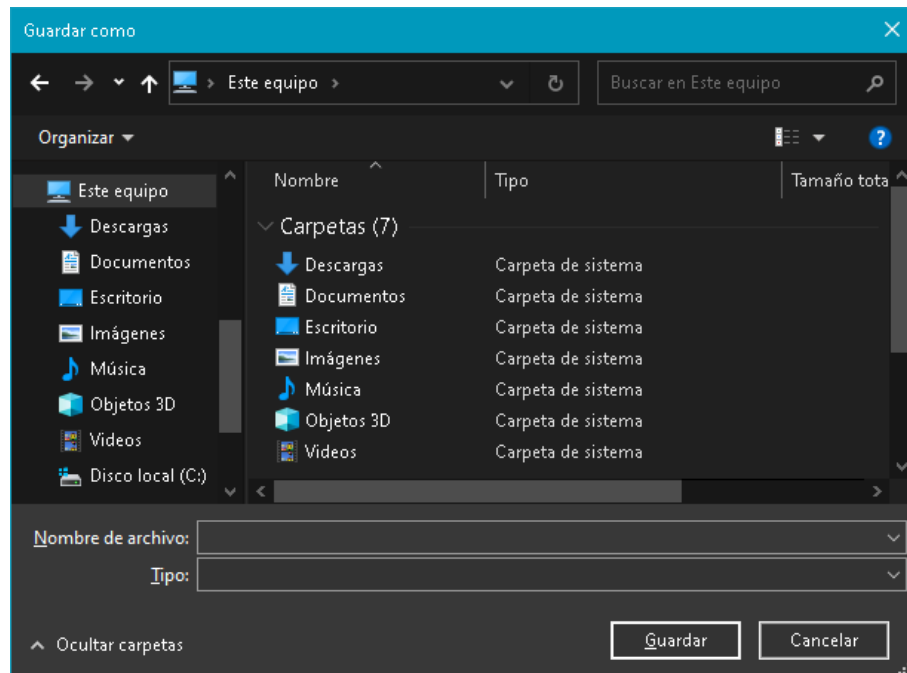 Guardar como
Este equipo
Buscar en Este equipo
Organizar
?
Este equipo
Descargas
Documentos
Escritorio
Imágenes
Música
Objetos 3D
Videos
Disco local (C:)
Nombre Tipo Tamaño tota
Carpetas (7)
Descargas Carpeta de sistema
Documentos Carpeta de sistema
Escritorio Carpeta de sistema
Imágenes Carpeta de sistema
Música Carpeta de sistema
Objetos 3D Carpeta de sistema
Videos Carpeta de sistema
Nombre de archivo:
Tipo:
Ocultar carpetas
Guardar
Cancelar